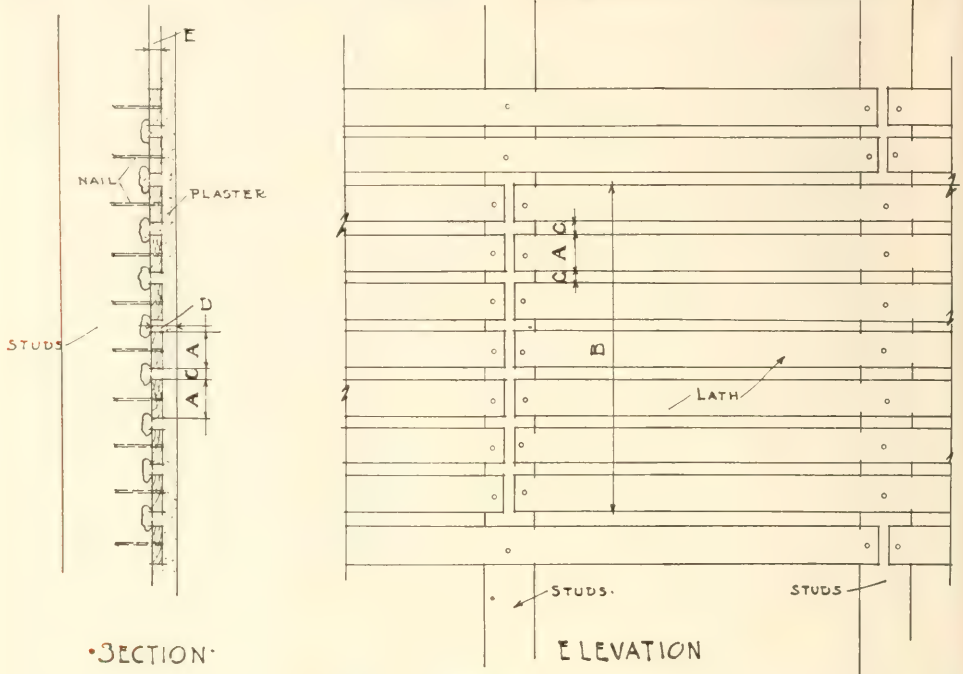 E
NAIL
PLASTER
D
STUDS
A
C
A
·SECTION·
C
A
C
B
LATH
STUDS.
STUDS
ELEVATION